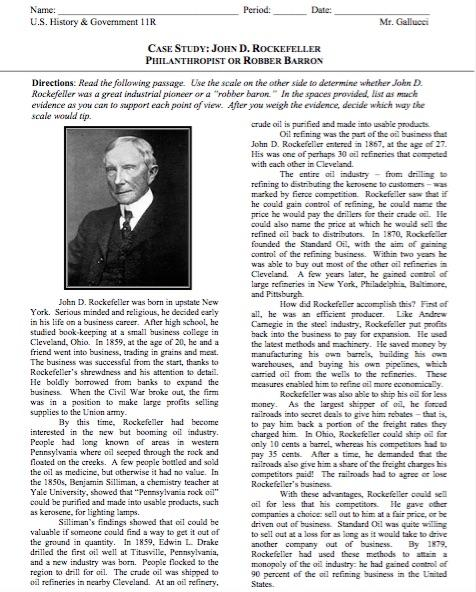 Name: Period: Date:
U.S. History & Government 11R Mr. Gallucci
CASE STUDY: JOHN D. ROCKEFELLER
PHILANTHROPIST OR ROBBER BARRON
Directions: Read the following passage. Use the scale on the other side to determine whether John D.
Rockefeller was a great industrial pioneer or a "robber baron." In the spaces provided, list as much
evidence as you can to support each point of view. After you weigh the evidence, decide which way the
scale would tip.
John D. Rockefeller was born in upstate New
York. Serious minded and religious, he decided early
in his life on a business career. After high school, he
studied book-keeping at a small business college in
Cleveland, Ohio. In 1859, at the age of 20, he and a
friend went into business, trading in grains and meat.
The business was successful from the start, thanks to
Rockefeller's shrewdness and his attention to detail.
He boldly borrowed from banks to expand the
business. When the Civil War broke out, the firm
was in a position to make large profits selling
supplies to the Union army.
By this time, Rockefeller had become
interested in the new but booming oil industry.
People had long known of areas in western
Pennsylvania where oil seeped through the rock and
floated on the creeks. A few people bottled and sold
the oil as medicine, but otherwise it had no value. In
the 1850s, Benjamin Silliman, a chemistry teacher at
Yale University, showed that "Pennsylvania rock oil"
could be purified and made into usable products, such
as kerosene, for lighting lamps.
Silliman's findings showed that oil could be
valuable if someone could find a way to get it out of
the ground in quantity. In 1859, Edwin L. Drake
drilled the first oil well at Titusville, Pennsylvania,
and a new industry was born. People flocked to the
region to drill for oil. The crude oil was shipped to
oil refineries in nearby Cleveland. At an oil refinery,
crude oil is purified and made into usable products.
Oil refining was the part of the oil business that
John D. Rockefeller entered in 1867, at the age of 27.
His was one of perhaps 30 oil refineries that competed
with each other in Cleveland.
The entire oil industry – from drilling to
refining to distributing the kerosene to customers – was
marked by fierce competition. Rockefeller saw that if
he could gain control of refining, he could name the
price he would pay the drillers for their crude oil. He
could also name the price at which he would sell the
refined oil back to distributors. In 1870, Rockefeller
founded the Standard Oil, with the aim of gaining
control of the refining business. Within two years he
was able to buy out most of the other oil refineries in
Cleveland. A few years later, he gained control of
large refineries in New York, Philadelphia, Baltimore,
and Pittsburgh.
How did Rockefeller accomplish this? First of
all, he was an efficient producer. Like Andrew
Carnegie in the steel industry, Rockefeller put profits
back into the business to pay for expansion. He used
the latest methods and machinery. He saved money by
manufacturing his own barrels, building his own
warehouses, and buying his own pipelines, which
carried oil from the wells to the refineries. These
measures enabled him to refine oil more economically.
Rockefeller was also able to ship his oil for less
money. As the largest shipper of oil, he forced
railroads into secret deals to give him rebates – that is,
to pay him back a portion of the freight rates they
charged him. In Ohio, Rockefeller could ship oil for
only 10 cents a barrel, whereas his competitors had to
pay 35 cents. After a time, he demanded that the
railroads also give him a share of the freight charges his
competitors paid! The railroads had to agree or lose
Rockefeller's business.
With these advantages, Rockefeller could sell
oil for less that his competitors. He gave other
companies a choice: sell out to him at a fair price, or be
driven out of business. Standard Oil was quite willing
to sell out at a loss for as long as it would take to drive
another company out of business. By 1879,
Rockefeller had used these methods to attain a
monopoly of the oil industry: he had gained control of
90 percent of the oil refining business in the United
States.